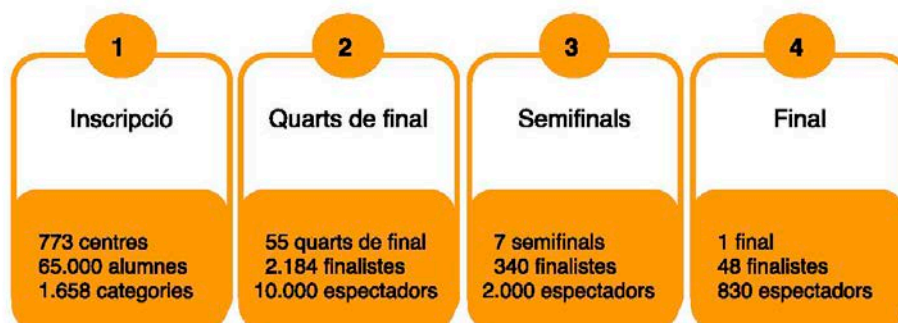 1
Inscripció
773 centres
65.000 alumnes
1.658 categories
2
Quarts de final
55 quarts de final
2.184 finalistes
10.000 espectadors
3
Semifinals
7 semifinals
340 finalistes
2.000 espectadors
4
Final
1 final
48 finalistes
830 espectadors